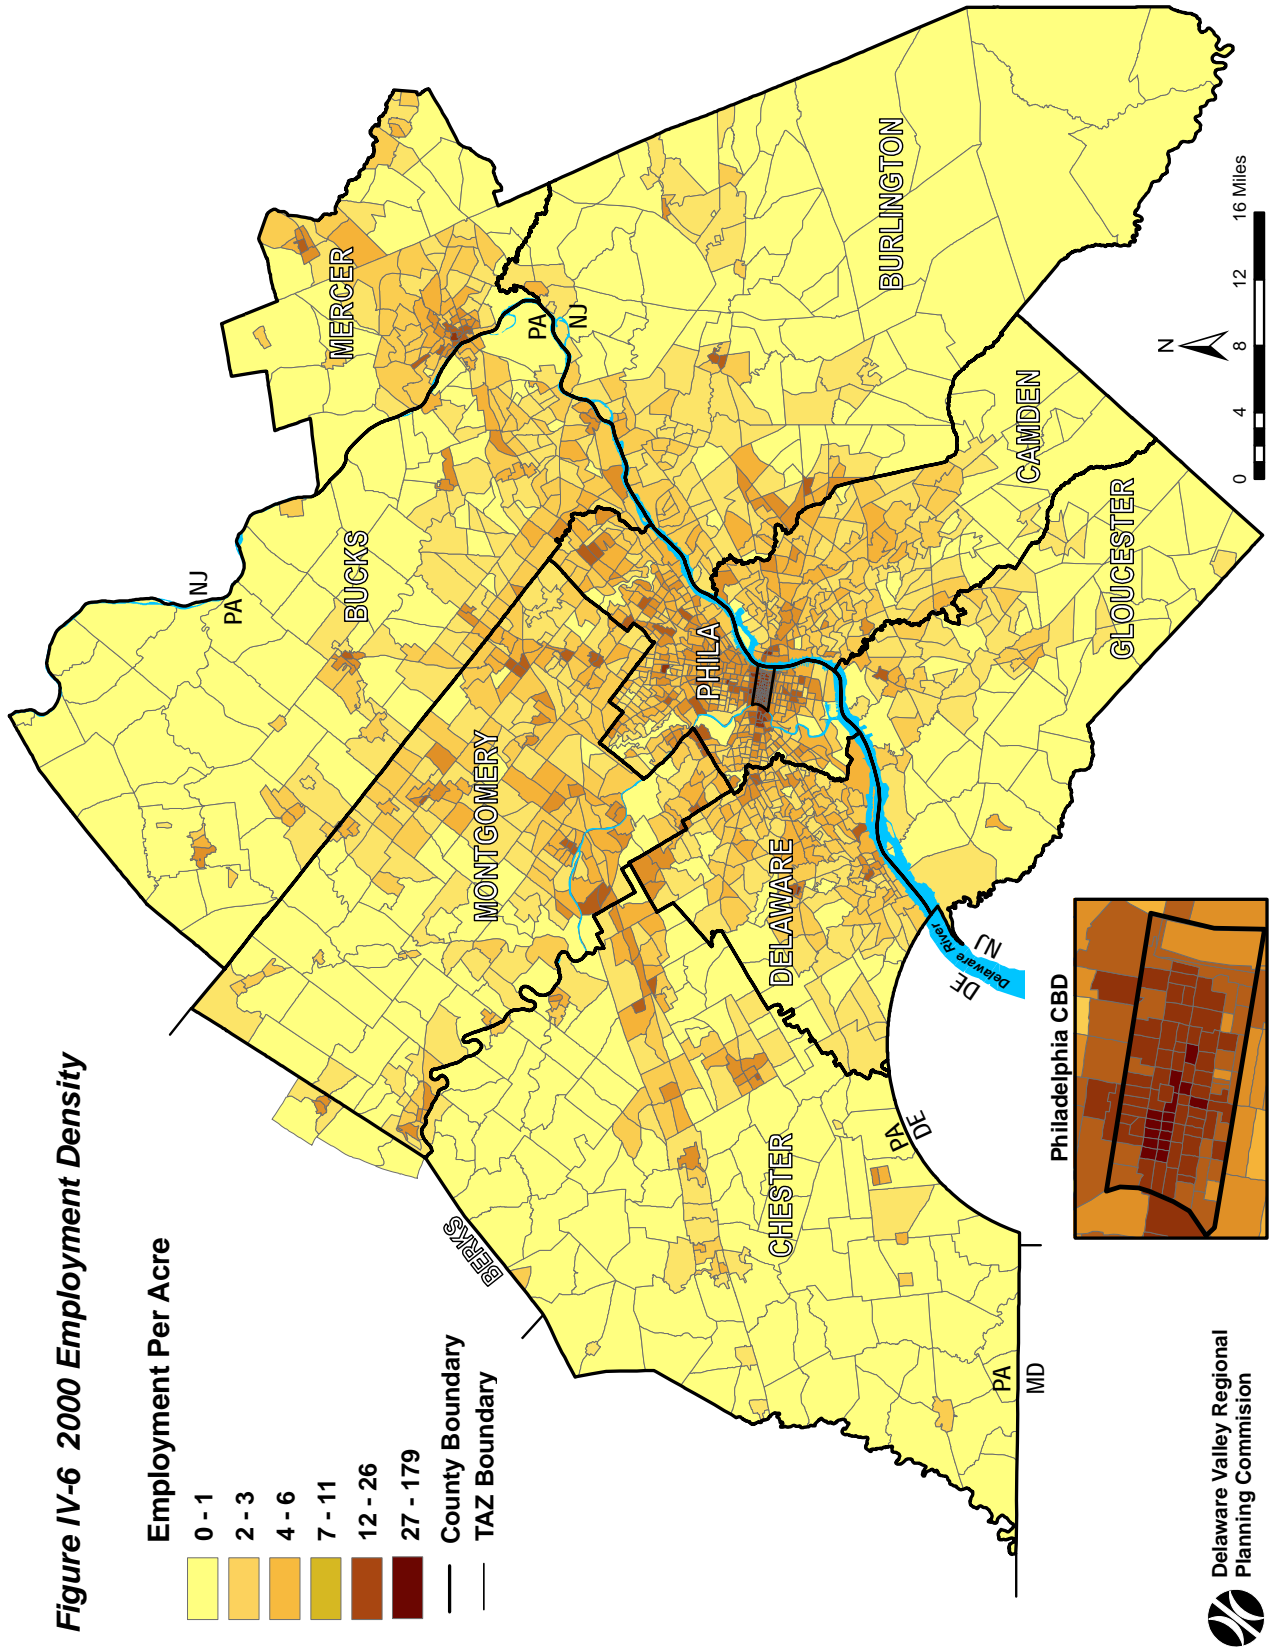 Figure IV-6 2000 Employment Density
Employment Per Acre
0 - 1
2 - 3
4 - 6
7 - 11
12 - 26
27 - 179
County Boundary
TAZ Boundary
BERKS
NJ
PA
BUCKS
MERCER
PA
NJ
MONTGOMERY
PHILA
BURLINGTON
CAMDEN
GLOUCESTER
DELAWARE
CHESTER
PA
DE
Delaware River
DE
NJ
PA
MD
N
0 4 8 12 16 Miles
Philadelphia CBD
Delaware Valley Regional
Planning Commision